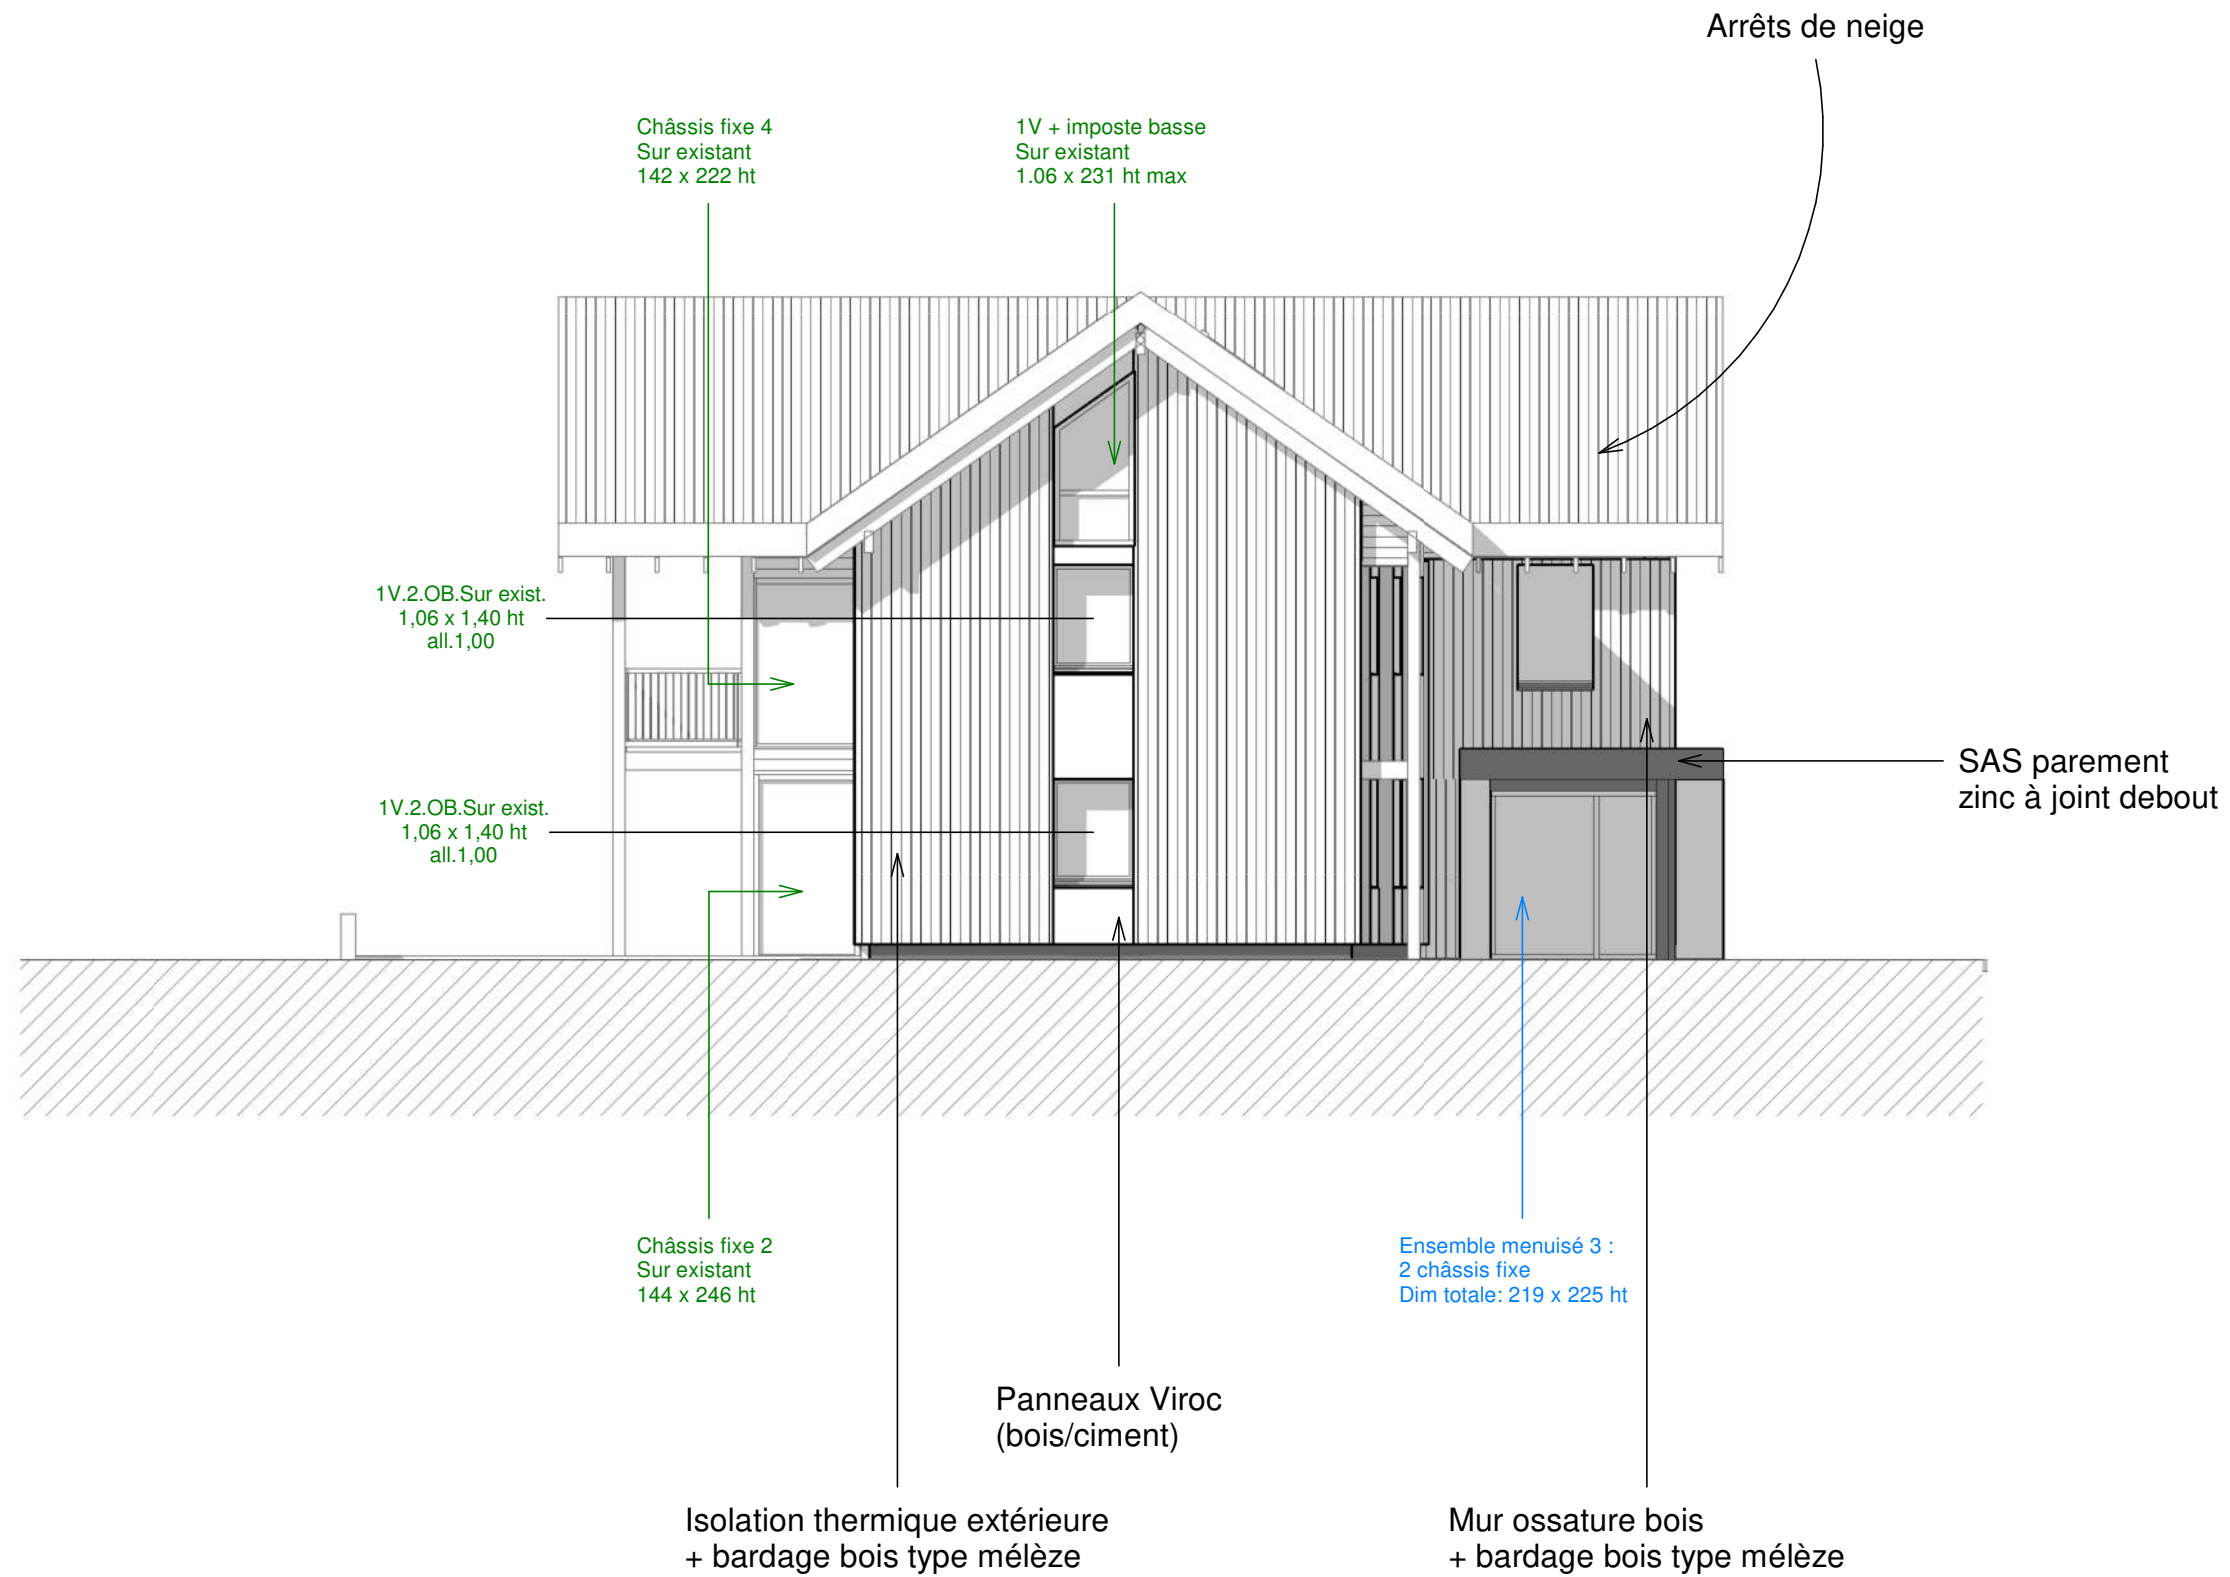 Arrêts de neige
Châssis fixe 4
Sur existant
142 x 222 ht
1V + imposte basse
Sur existant
1.06 x 231 ht max
1V.2.OB.Sur exist.
1,06 x 1,40 ht
all.1,00
SAS parement
zinc à joint debout
1V.2.OB.Sur exist.
1,06 x 1,40 ht
all.1,00
Châssis fixe 2
Sur existant
144 x 246 ht
Ensemble menuisé 3 :
2 châssis fixe
Dim totale: 219 x 225 ht
Panneaux Viroc
(bois/ciment)
Isolation thermique extérieure
+ bardage bois type mélèze
Mur ossature bois
+ bardage bois type mélèze